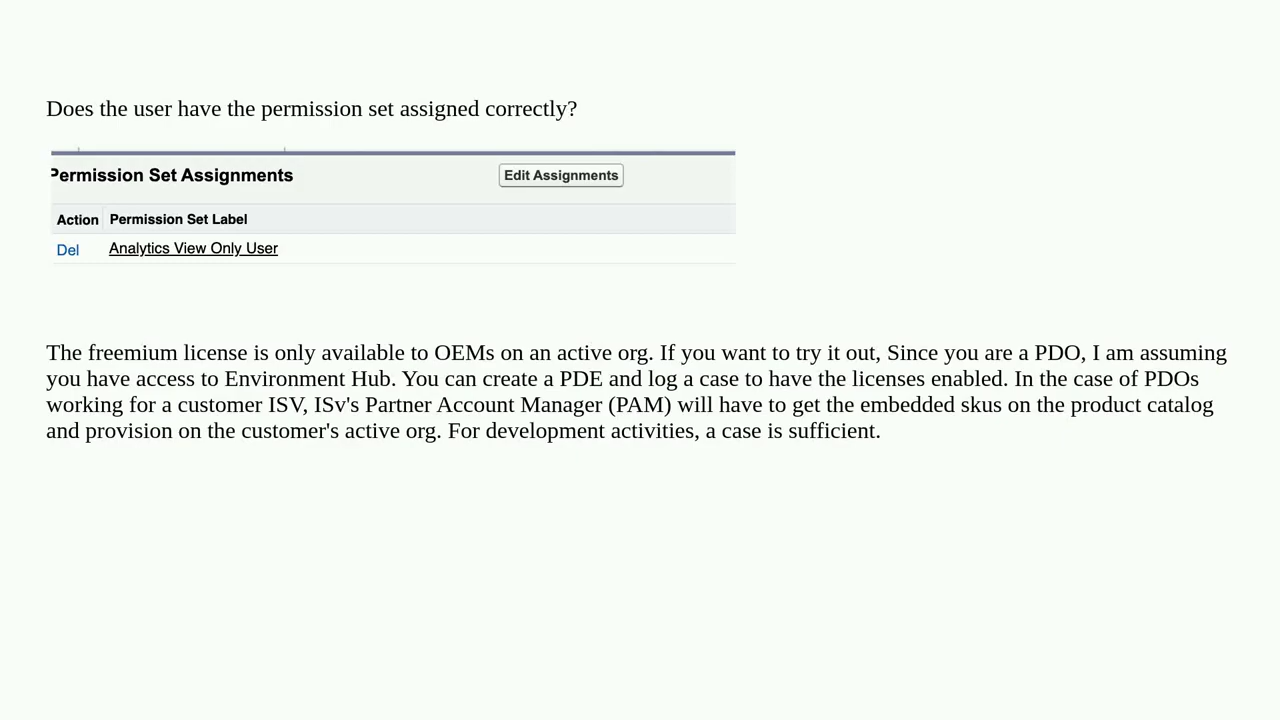 Does the user have the permission set assigned correctly?
Permission Set Assignments
Edit Assignments
Action Permission Set Label
Del Analytics View Only User
The freemium license is only available to OEMs on an active org. If you want to try it out, Since you are a PDO, I am assuming
you have access to Environment Hub. You can create a PDE and log a case to have the licenses enabled. In the case of PDOs
working for a customer ISV, ISv's Partner Account Manager (PAM) will have to get the embedded skus on the product catalog
and provision on the customer's active org. For development activities, a case is sufficient.